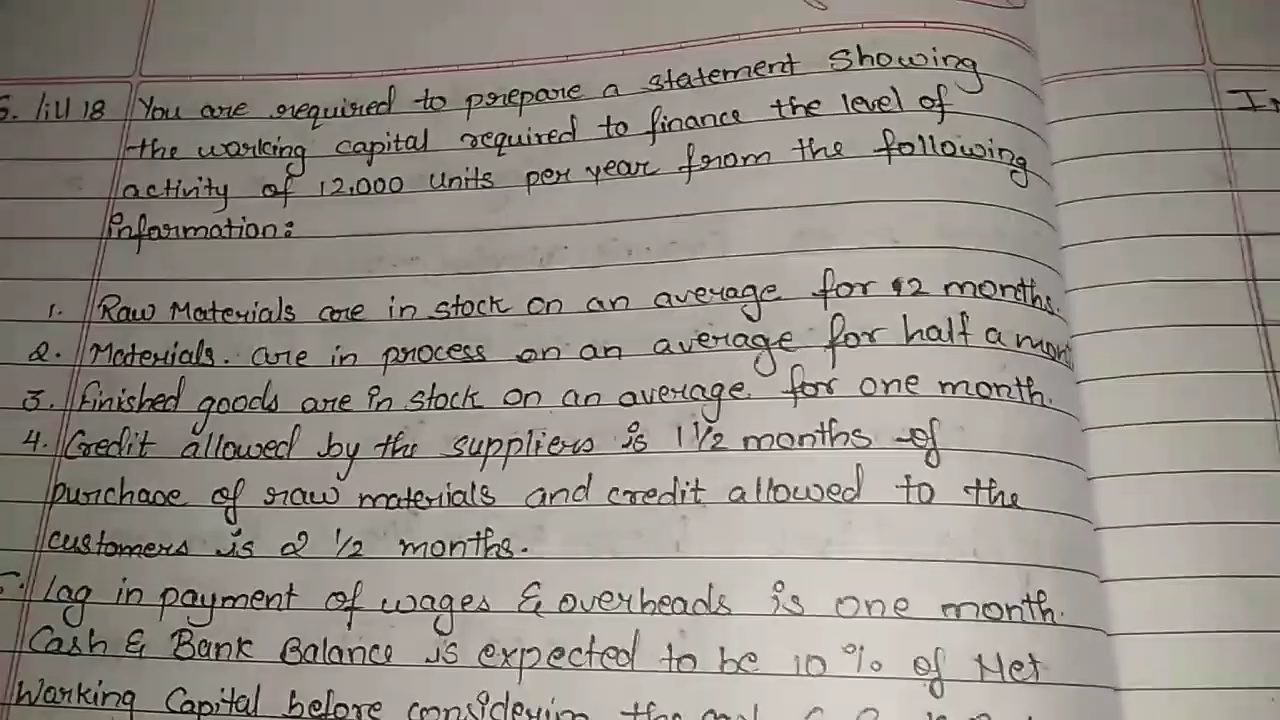 You are required to prepare a statement showing
the working capital required to finance the level of
activity of 12,000 units per year from the following
information:
1. Raw Materials are in stock on an average for 2 months.
2. Materials. are in process on an average for half a
3. Finished goods are in stock on an average for one month.
4. Credit allowed by the suppliers is 1 1/2 months of
purchase of raw materials and credit allowed to the
customers is 2 1/2 months.
Lag in payment of wages & overheads is one month.
Cash & Bank Balance is expected to be 10% of Net
Working Capital before